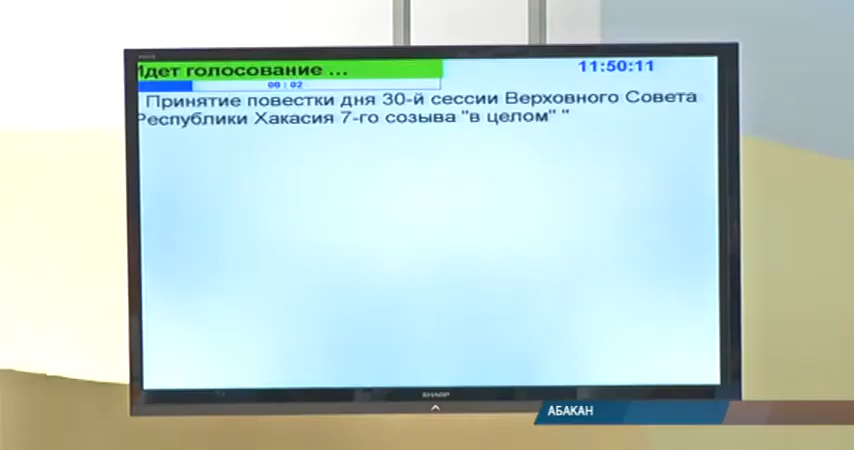 Идет голосование ...
11:50:11
00 : 02
Принятие повестки дня 30-й сессии Верховного Совета
Республики Хакасия 7-го созыва "в целом" "
SHARP
АБАКАН